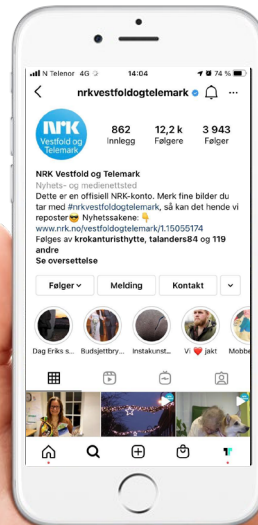 N Telenor 4G
14:04
74 %
nrkvestfoldogtelemark
NRK
Vestfold og
Telemark
862
12,2 k
3 943
Innlegg
Følgere
Følger
NRK Vestfold og Telemark
Nyhets- og medienettsted
Dette er en offisiell NRK-konto. Merk fine bilder du
tar med #nrkvestfoldogtelemark, så kan det hende vi
reposter😎 Nyhetssakene: 👇
www.nrk.no/vestfoldogtelemark/1.15055174
Følges av krokanturisthytte, talanders84 og 119
andre
Se oversettelse
Følger
Melding
Kontakt
Dag Eriks s...
Budsjettbry...
Instakunst...
Vi ❤️ jakt
Mobbe